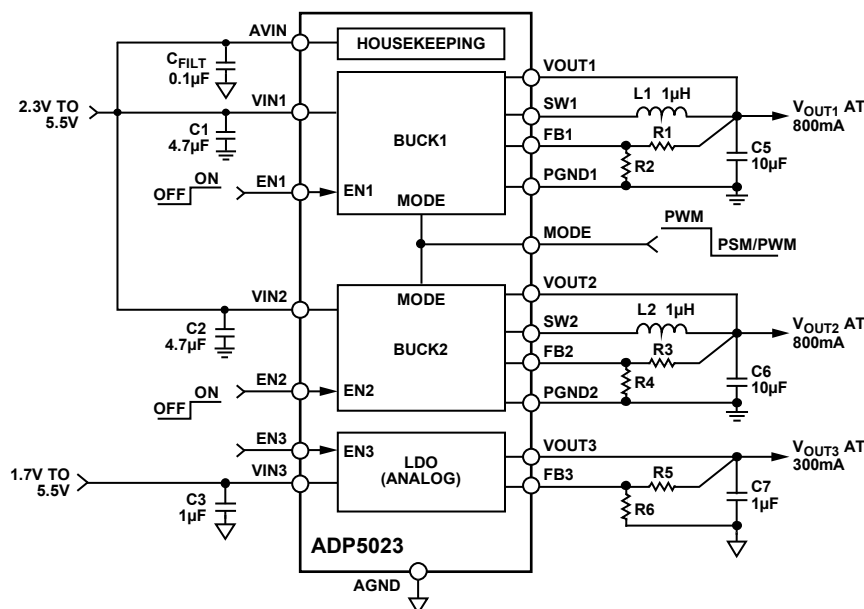 AVIN
HOUSEKEEPING
CFILT
0.1µF
2.3V TO
5.5V
VIN1
C1
4.7µF
BUCK1
VOUT1
L1 1µH
SW1
FB1
R1
R2
PGND1
VOUT1 AT
800mA
C5
10µF
ON
OFF
EN1
EN1
MODE
MODE
PWM
PSM/PWM
VIN2
C2
4.7µF
MODE
BUCK2
VOUT2
L2 1µH
SW2
FB2
R3
R4
PGND2
VOUT2 AT
800mA
C6
10µF
ON
OFF
EN2
EN2
EN3
EN3
1.7V TO
5.5V
VIN3
C3
1µF
LDO
(ANALOG)
VOUT3
FB3
R5
R6
VOUT3 AT
300mA
C7
1µF
ADP5023
AGND